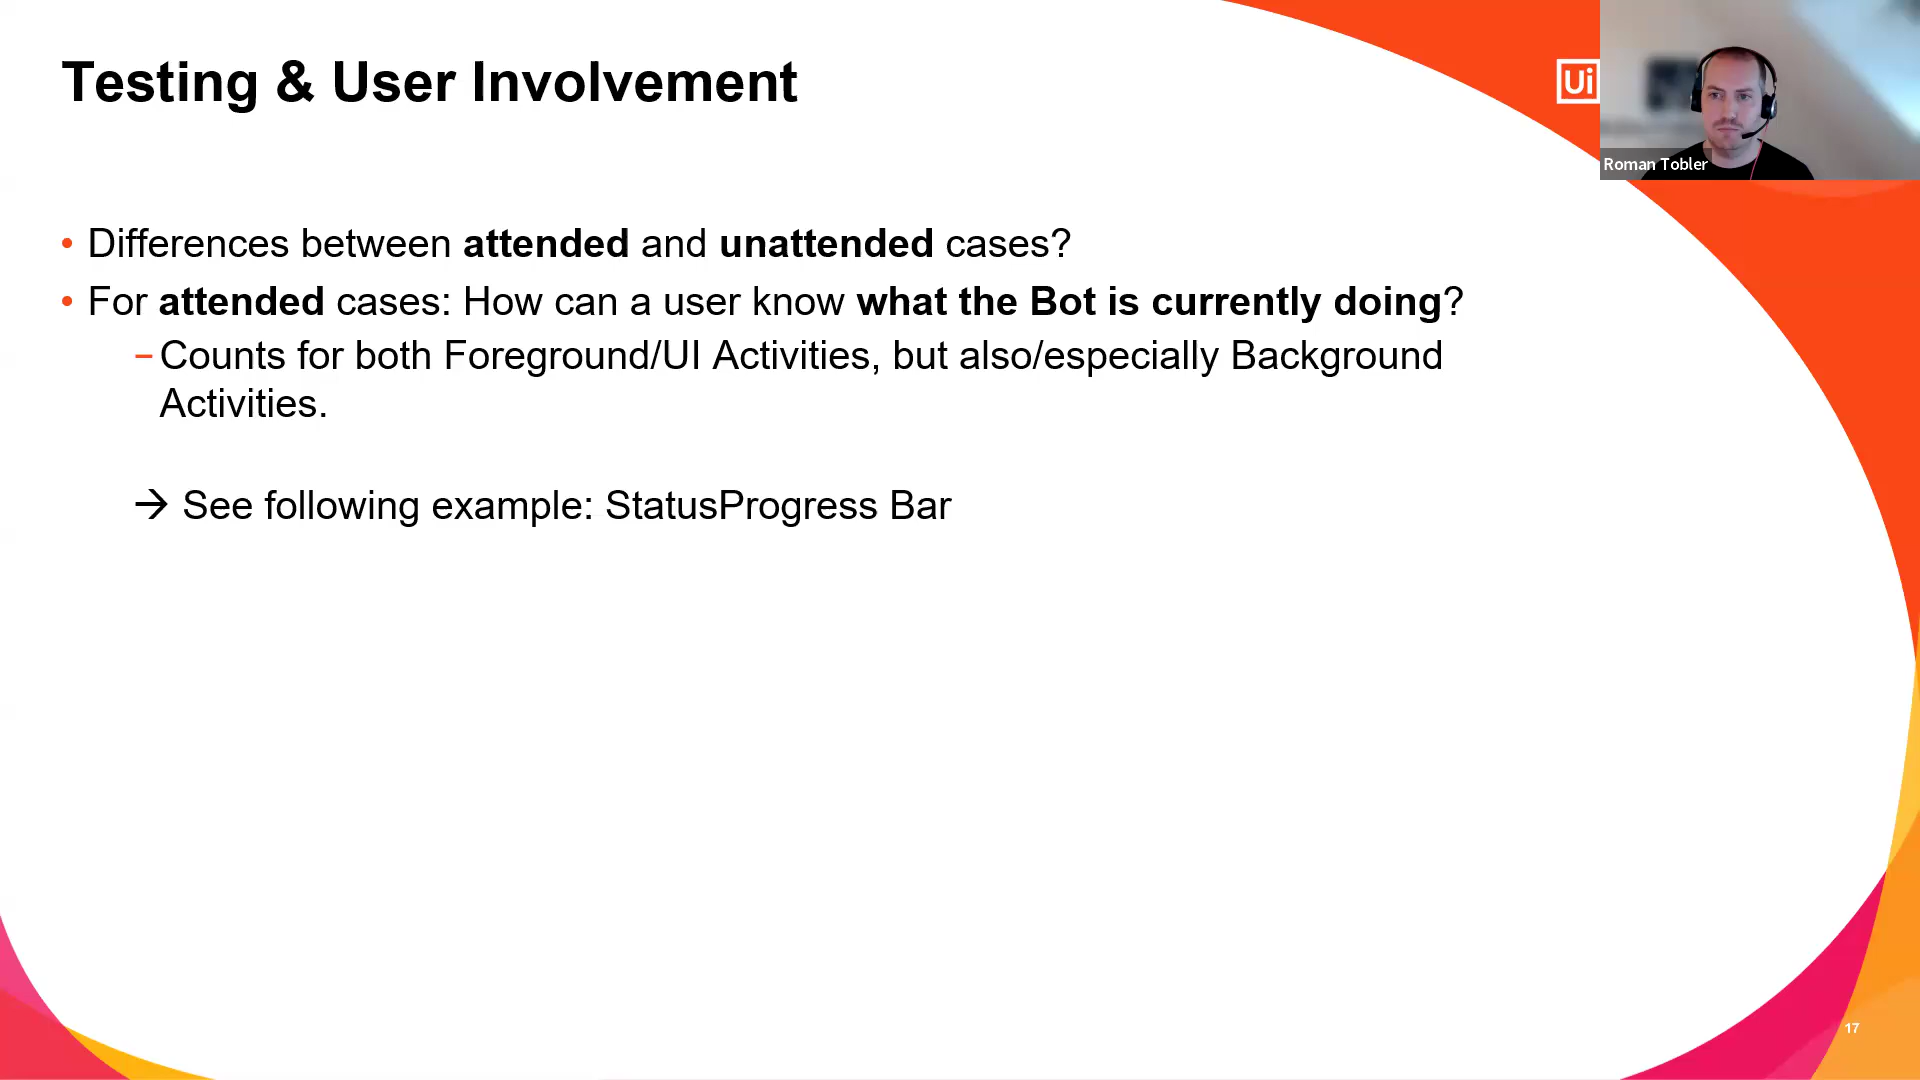 Testing & User Involvement
Ui
Roman Tobler
• Differences between attended and unattended cases?
• For attended cases: How can a user know what the Bot is currently doing?
–Counts for both Foreground/UI Activities, but also/especially Background
Activities.
→ See following example: StatusProgress Bar
17